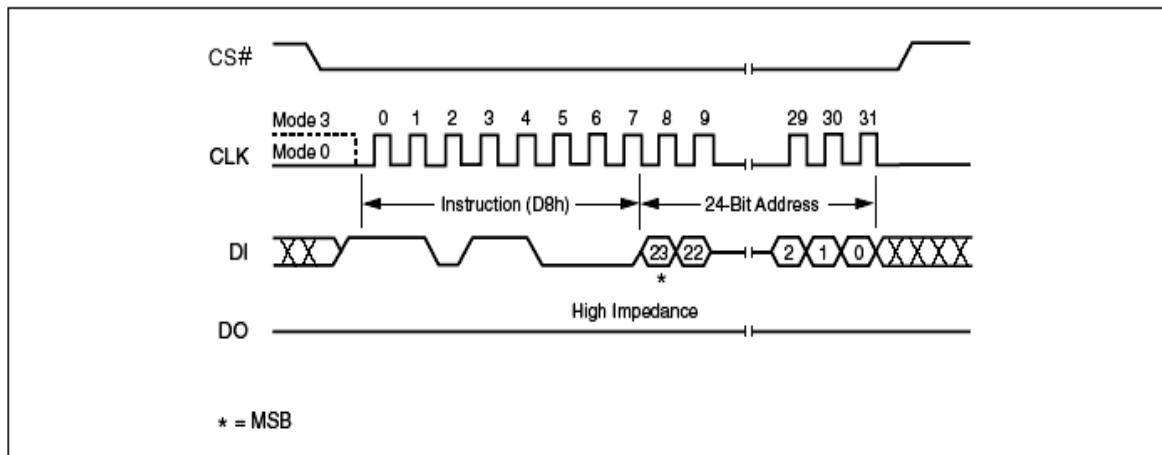 CS#
Mode 3 0 1 2 3 4 5 6 7 8 9 29 30 31
CLK Mode 0
Instruction (D8h) 24-Bit Address
DI 23 22 2 1 0
*
High Impedance
DO
* = MSB